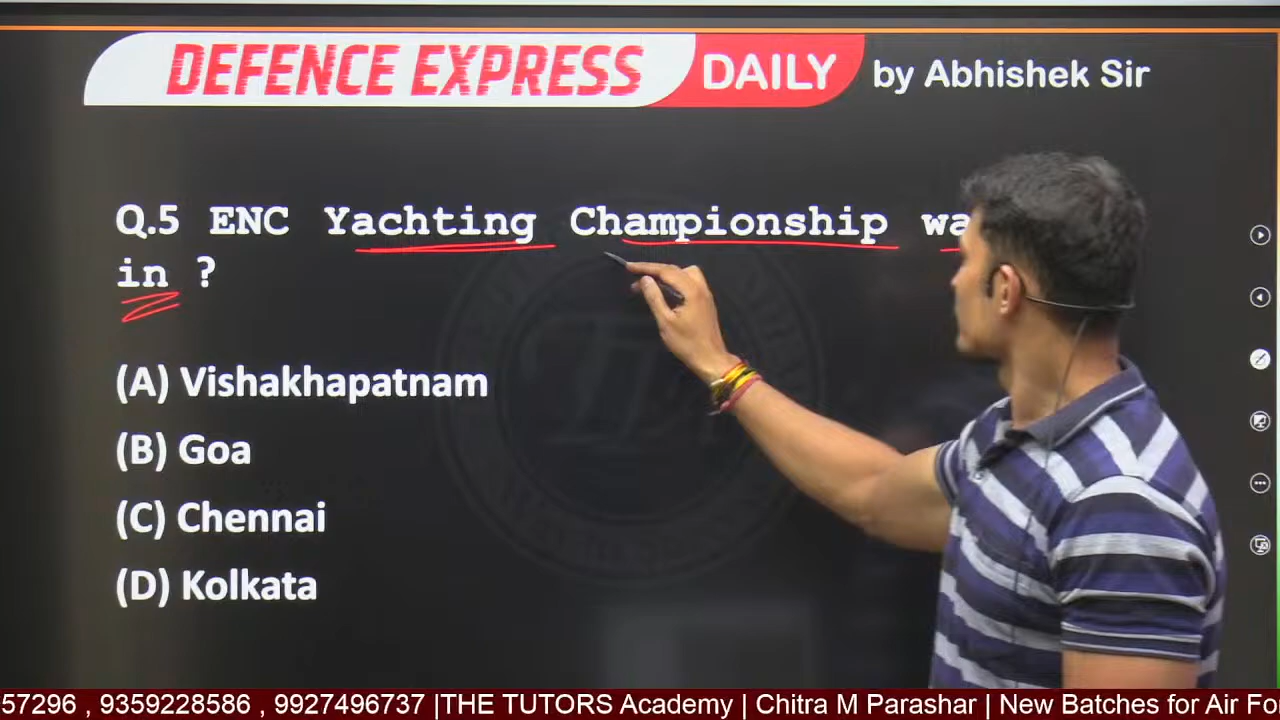 DEFENCE EXPRESS DAILY by Abhishek Sir
Q.5 ENC Yachting Championship
in ?
(A) Vishakhapatnam
(B) Goa
(C) Chennai
(D) Kolkata
57296 , 9359228586 , 9927496737 |THE TUTORS Academy | Chitra M Parashar | New Batches for Air Fo